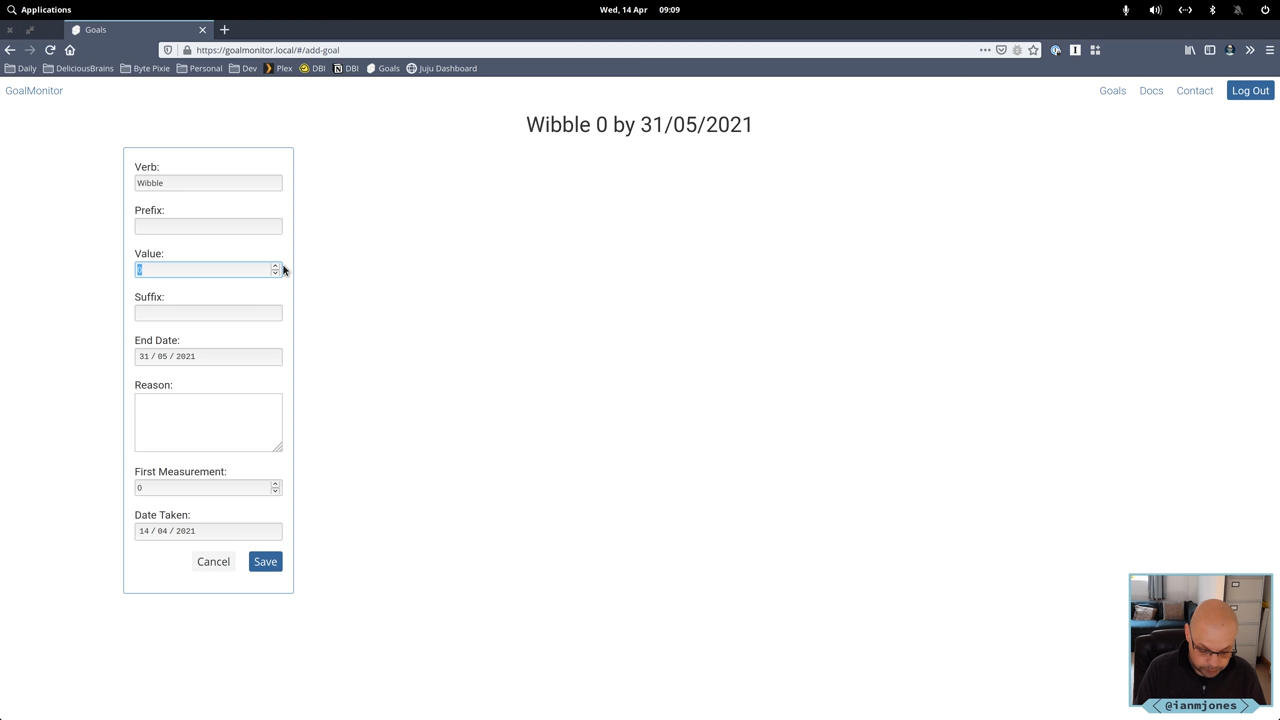 Applications
Wed, 14 Apr 09:09
Goals
https://goalmonitor.local/#/add-goal
Daily DeliciousBrains Byte Pixie Personal Dev Plex DBI DBI Goals Juju Dashboard
GoalMonitor
Goals Docs Contact Log Out
Wibble 0 by 31/05/2021
Verb:
Wibble
Prefix:
Value:
0
Suffix:
End Date:
31 / 05 / 2021
Reason:
First Measurement:
0
Date Taken:
14 / 04 / 2021
Cancel Save
@ianmjones